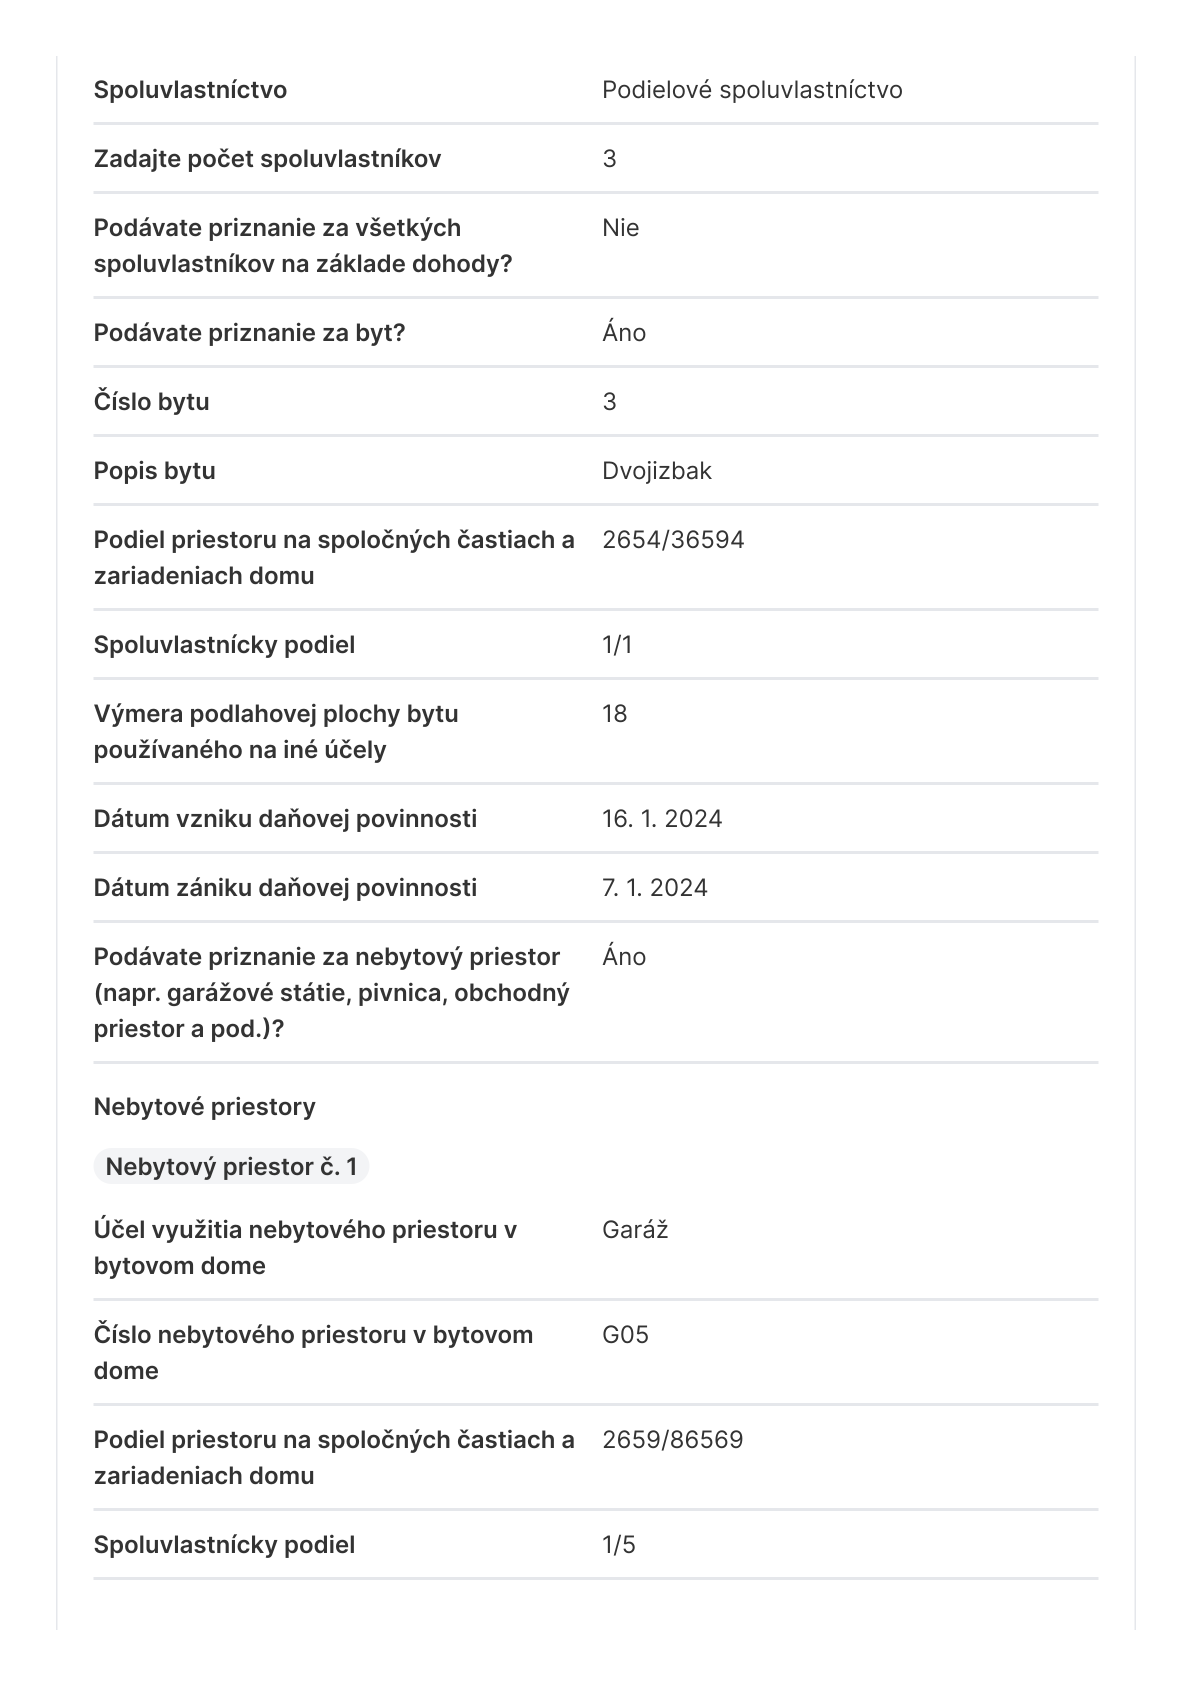 Spoluvlastníctvo Podielové spoluvlastníctvo
Zadajte počet spoluvlastníkov 3
Podávate priznanie za všetkých Nie
spoluvlastníkov na základe dohody?
Podávate priznanie za byt? Áno
Číslo bytu 3
Popis bytu Dvojizbak
Podiel priestoru na spoločných častiach a 2654/36594
zariadeniach domu
Spoluvlastnícky podiel 1/1
Výmera podlahovej plochy bytu 18
používaného na iné účely
Dátum vzniku daňovej povinnosti 16. 1. 2024
Dátum zániku daňovej povinnosti 7. 1. 2024
Podávate priznanie za nebytový priestor Áno
(napr. garážové státie, pivnica, obchodný
priestor a pod.)?
Nebytové priestory
Nebytový priestor č. 1
Účel využitia nebytového priestoru v Garáž
bytovom dome
Číslo nebytového priestoru v bytovom G05
dome
Podiel priestoru na spoločných častiach a 2659/86569
zariadeniach domu
Spoluvlastnícky podiel 1/5